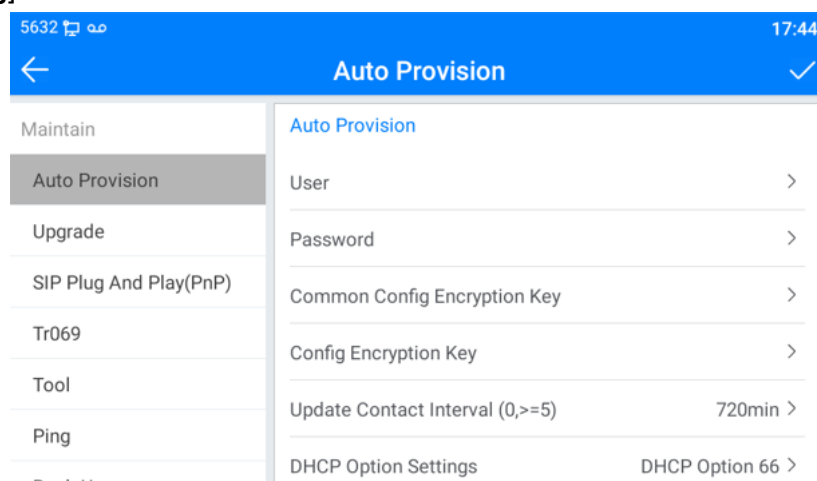 5632 17:44
Auto Provision
Maintain
Auto Provision
Upgrade
SIP Plug And Play(PnP)
Tr069
Tool
Ping
Auto Provision
User
Password
Common Config Encryption Key
Config Encryption Key
Update Contact Interval (0,>=5) 720min
DHCP Option Settings DHCP Option 66